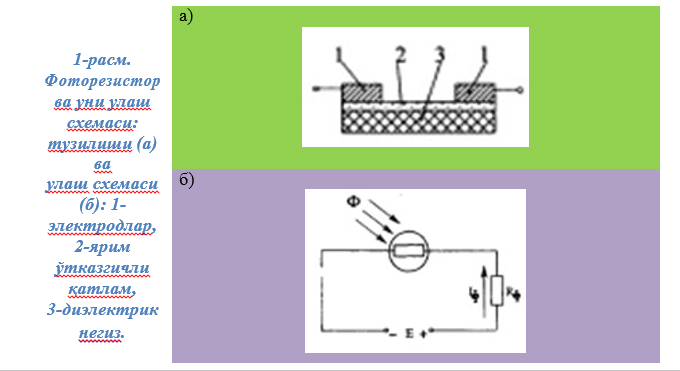 1-расм.
Фоторезистор
ва уни улаш
схемаси:
тузилиши (а)
ва
улаш схемаси
(б): 1-
электродлар,
2-ярим
ўтказгичли
қатлам,
3-диэлектрик
негиз.
а)
1 2 3 1
б)
Ф
- E +